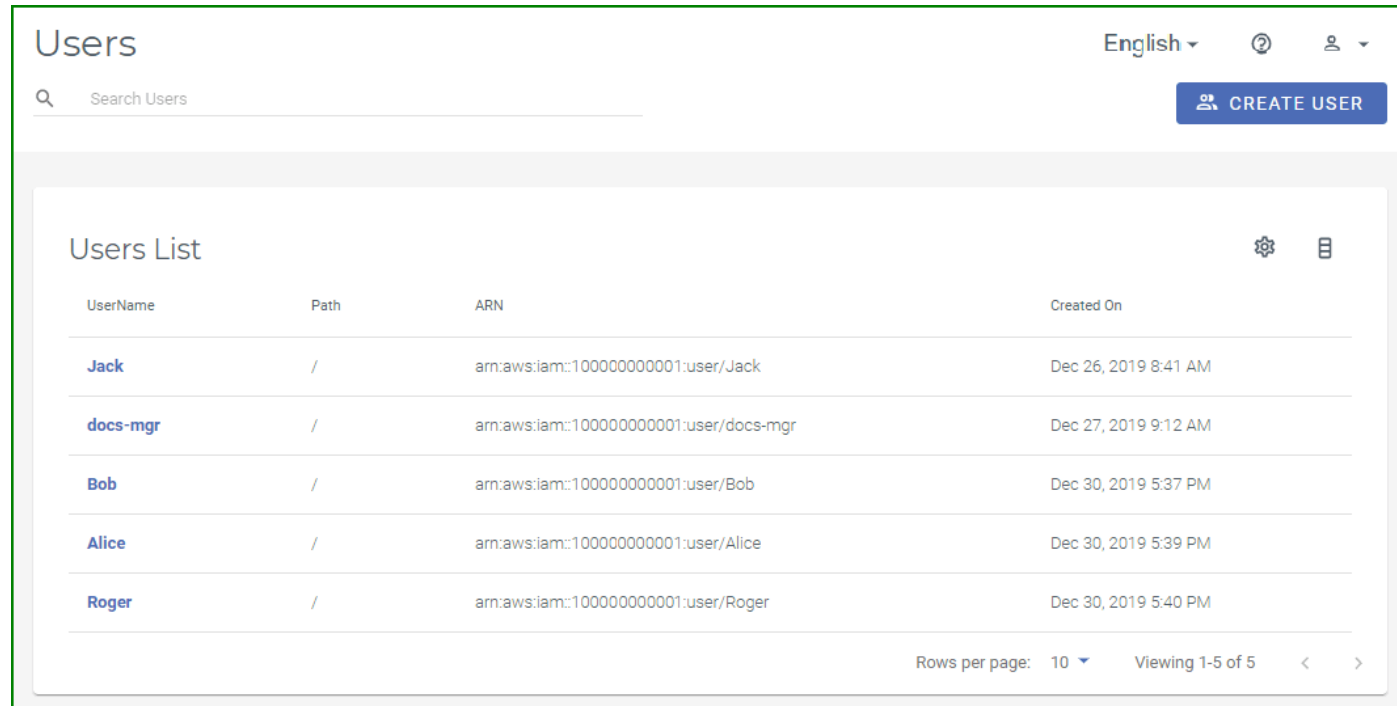 Users English
Search Users CREATE USER
Users List
UserName Path ARN Created On
Jack / arn:aws:iam::100000000001:user/Jack Dec 26, 2019 8:41 AM
docs-mgr / arn:aws:iam::100000000001:user/docs-mgr Dec 27, 2019 9:12 AM
Bob / arn:aws:iam::100000000001:user/Bob Dec 30, 2019 5:37 PM
Alice / arn:aws:iam::100000000001:user/Alice Dec 30, 2019 5:39 PM
Roger / arn:aws:iam::100000000001:user/Roger Dec 30, 2019 5:40 PM
Rows per page: 10 Viewing 1-5 of 5 < >